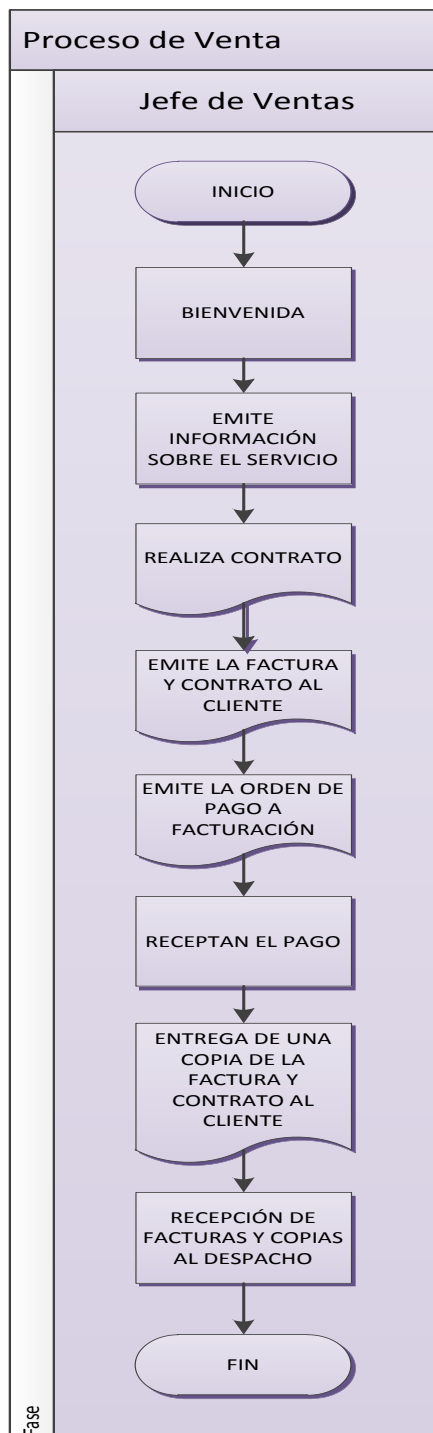 Proceso de Venta
Jefe de Ventas
INICIO
BIENVENIDA
EMITE
INFORMACIÓN
SOBRE EL SERVICIO
REALIZA CONTRATO
EMITE LA FACTURA
Y CONTRATO AL
CLIENTE
EMITE LA ORDEN DE
PAGO A
FACTURACIÓN
RECEPTAN EL PAGO
ENTREGA DE UNA
COPIA DE LA
FACTURA Y
CONTRATO AL
CLIENTE
RECEPCIÓN DE
FACTURAS Y COPIAS
AL DESPACHO
FIN
Fase